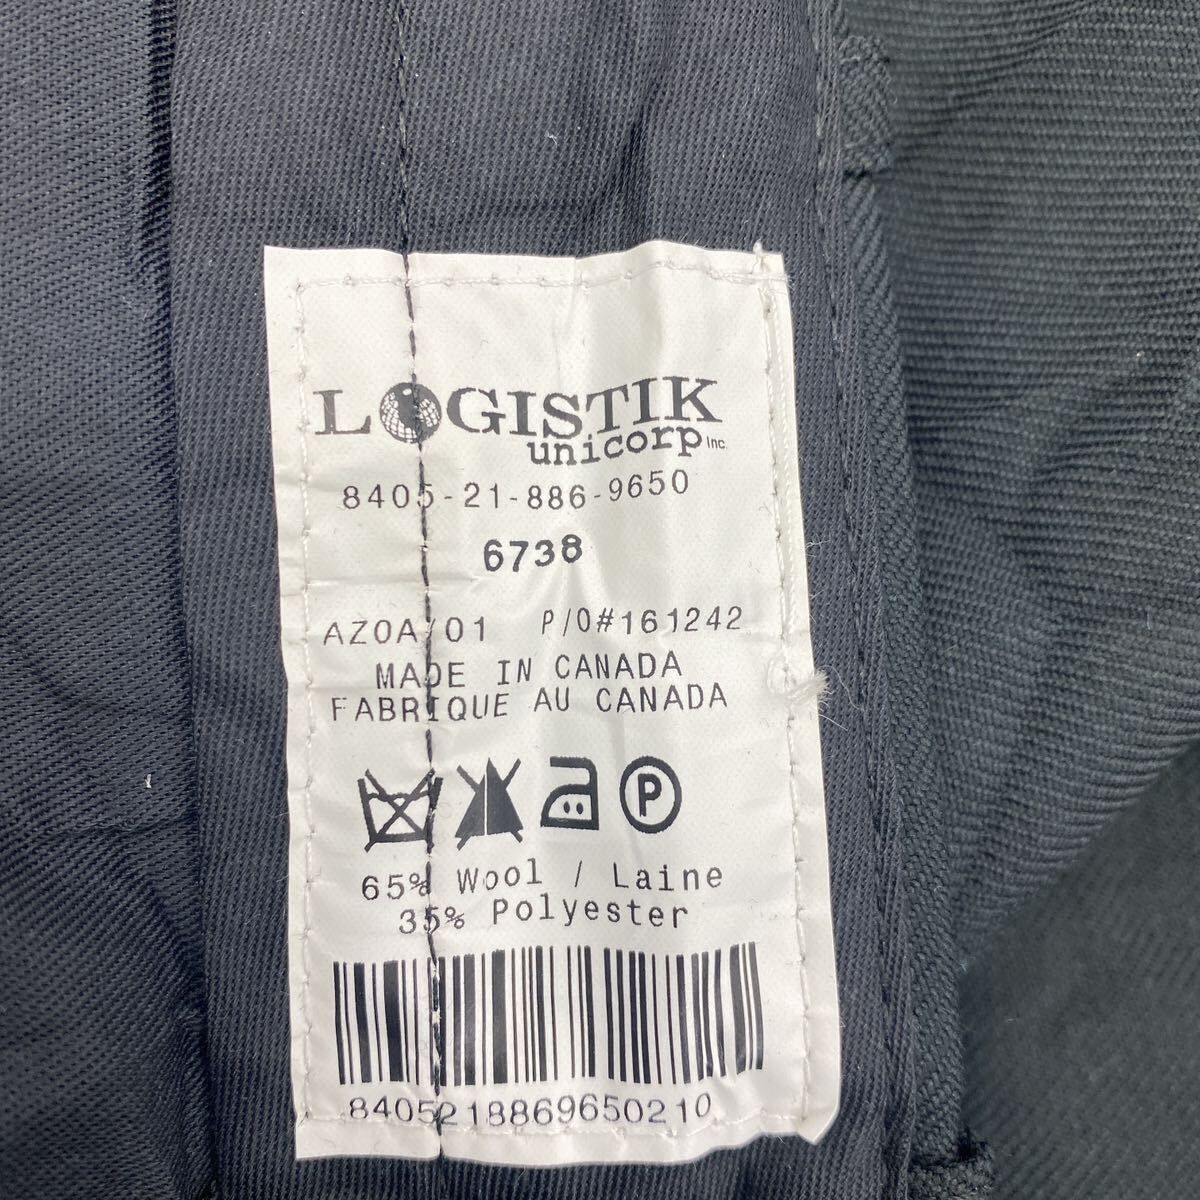 LOGISTIK
unicorp Inc.
8405-21-886-9650
6738
AZOA/01 P/O#161242
MADE IN CANADA
FABRIQUE AU CANADA
P
65% Wool / Laine
35% Polyester
840521886965021O